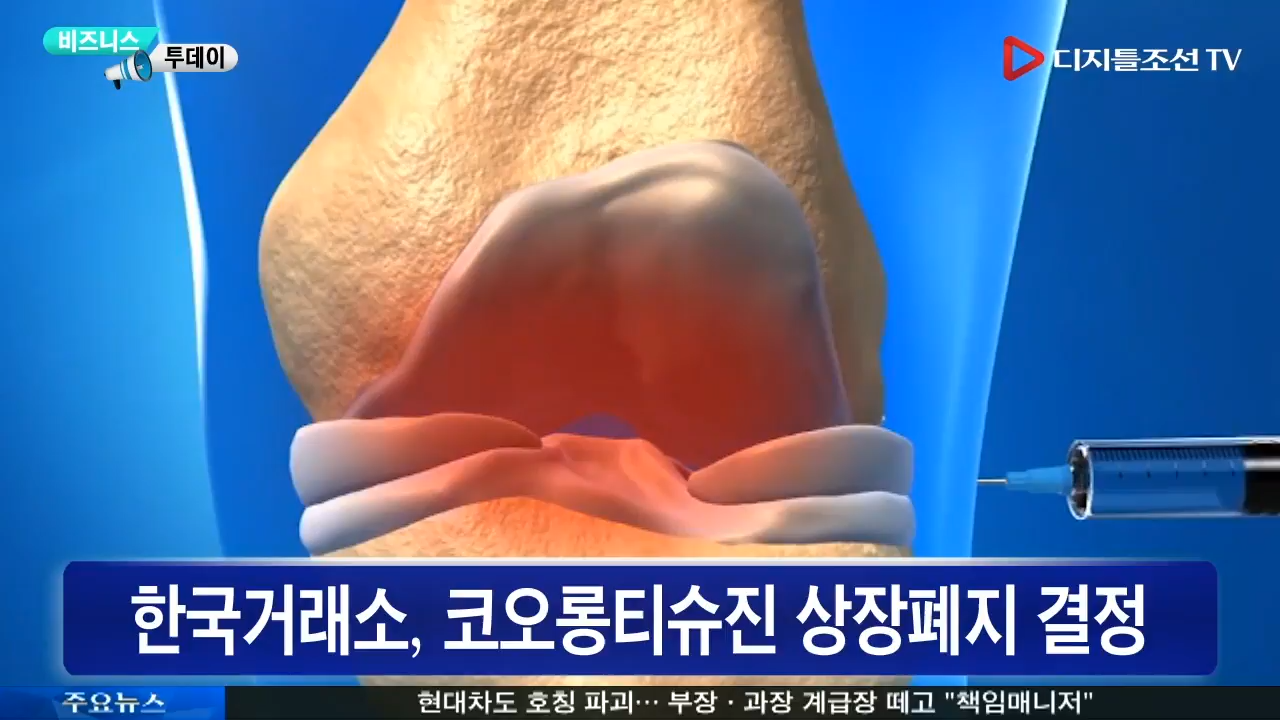 비즈니스
투데이
디지틀조선 TV
한국거래소, 코오롱티슈진 상장폐지 결정
주요뉴스
현대차도 호칭 파괴… 부장 · 과장 계급장 떼고 "책임매니저"